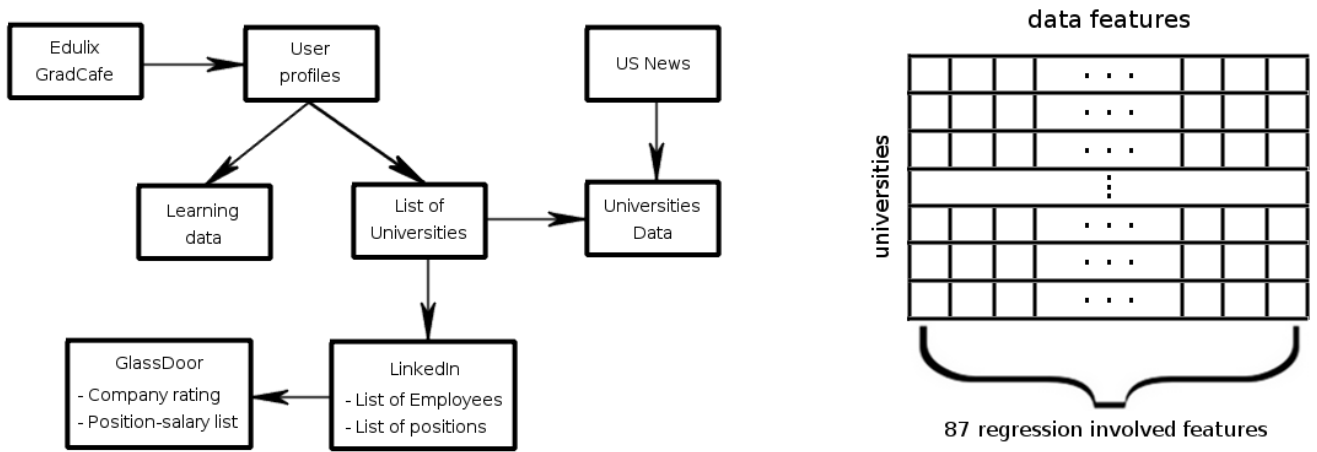 Edulix
GradCafe
User
profiles
US News
Learning
data
List of
Universities
Universities
Data
GlassDoor
- Company rating
- Position-salary list
LinkedIn
- List of Employees
- List of positions
data features
universities
87 regression involved features